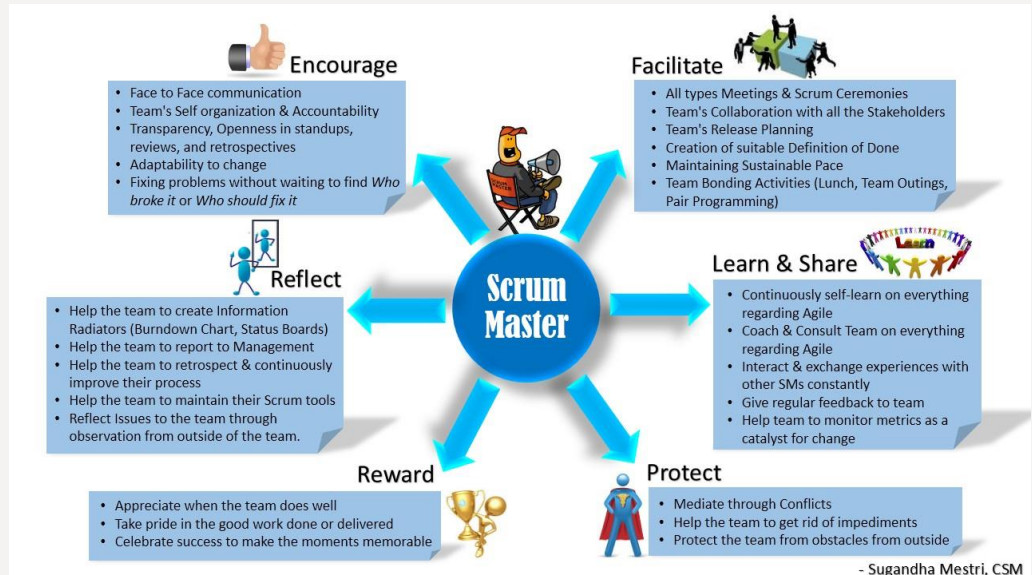 Encourage
• Face to Face communication
• Team's Self organization & Accountability
• Transparency, Openness in standups,
reviews, and retrospectives
• Adaptability to change
• Fixing problems without waiting to find Who
broke it or Who should fix it
Facilitate
• All types Meetings & Scrum Ceremonies
• Team's Collaboration with all the Stakeholders
• Team's Release Planning
• Creation of suitable Definition of Done
• Maintaining Sustainable Pace
• Team Bonding Activities (Lunch, Team Outings,
Pair Programming)
SCRUM
MASTER
Scrum
Master
Reflect
• Help the team to create Information
Radiators (Burndown Chart, Status Boards)
• Help the team to report to Management
• Help the team to retrospect & continuously
improve their process
• Help the team to maintain their Scrum tools
• Reflect Issues to the team through
observation from outside of the team.
Learn & Share
Learn
• Continuously self-learn on everything
regarding Agile
• Coach & Consult Team on everything
regarding Agile
• Interact & exchange experiences with
other SMs constantly
• Give regular feedback to team
• Help team to monitor metrics as a
catalyst for change
Reward
• Appreciate when the team does well
• Take pride in the good work done or delivered
• Celebrate success to make the moments memorable
Protect
• Mediate through Conflicts
• Help the team to get rid of impediments
• Protect the team from obstacles from outside
- Sugandha Mestri, CSM